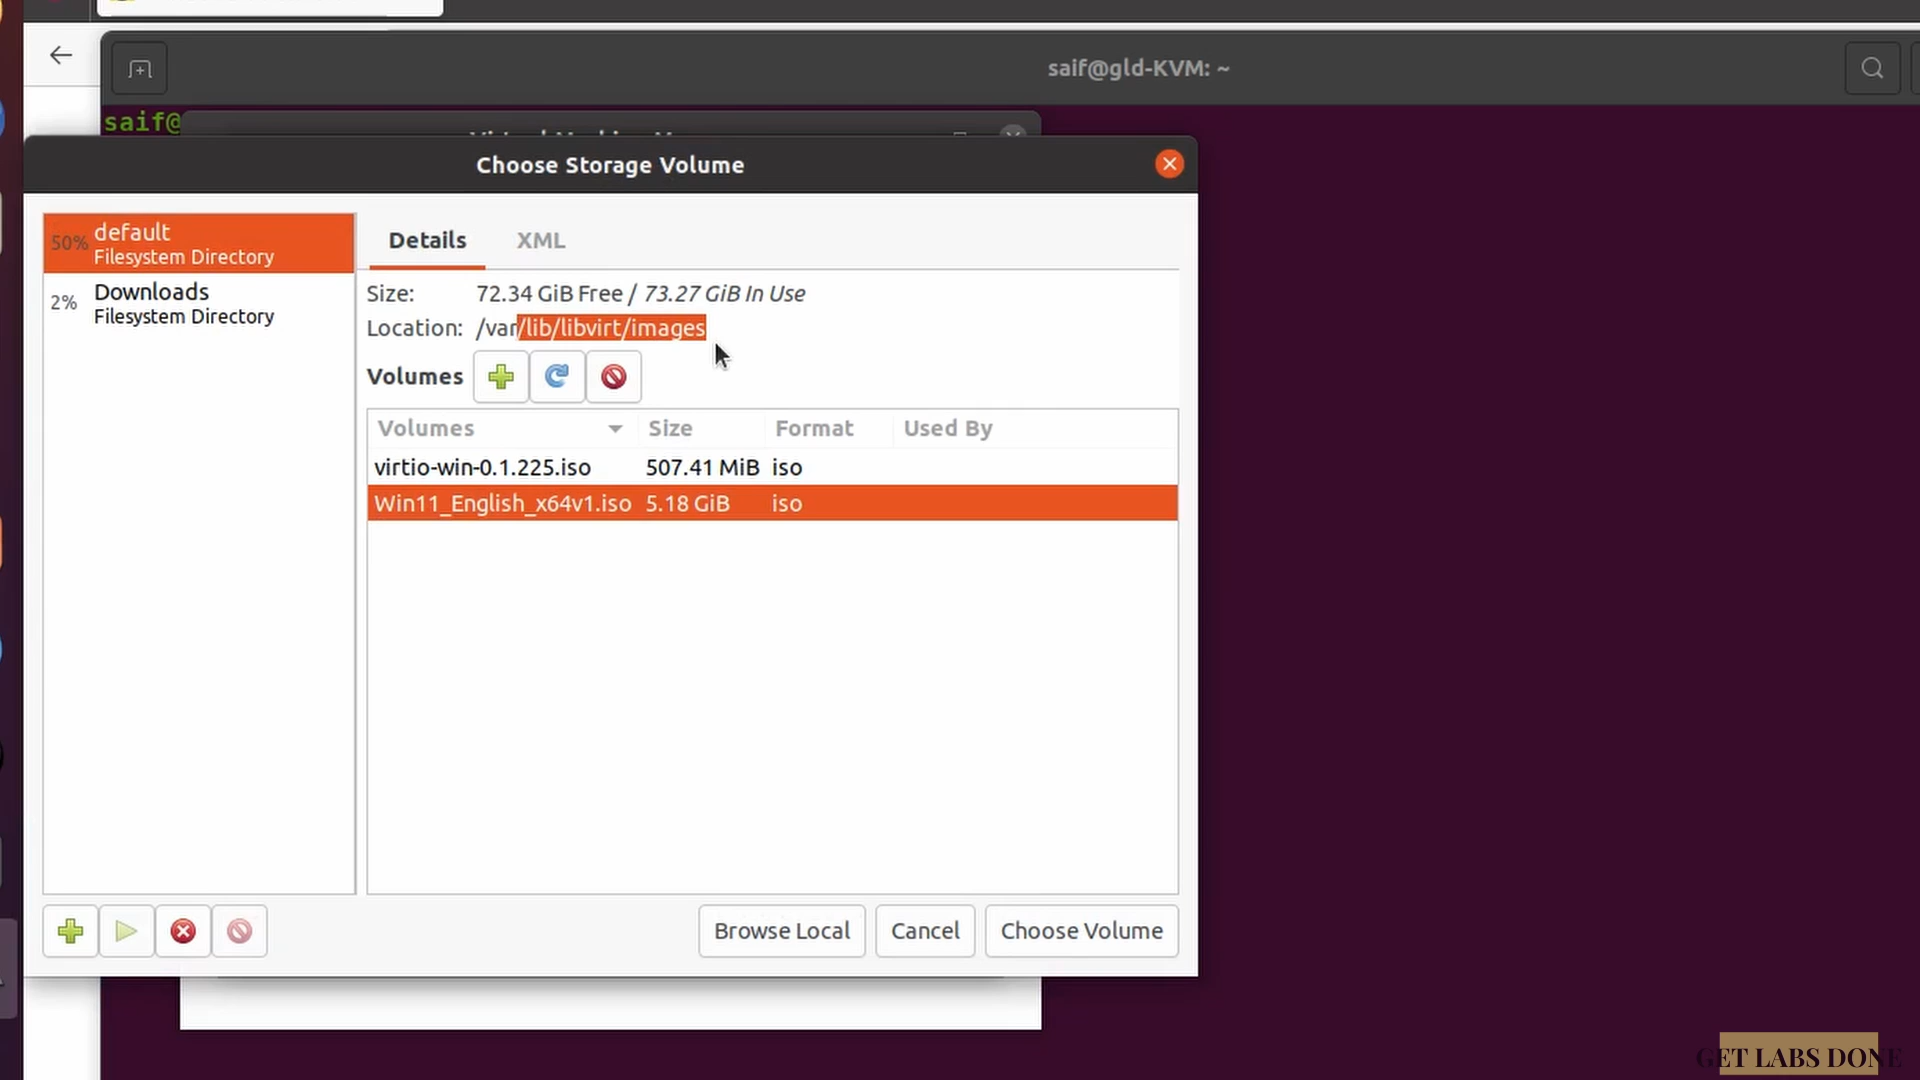 saif@gld-KVM: ~
saif@
Choose Storage Volume
50% default
Filesystem Directory
2% Downloads
Filesystem Directory
Details XML
Size: 72.34 GiB Free / 73.27 GiB In Use
Location: /var/lib/libvirt/images
Volumes
Volumes Size Format Used By
virtio-win-0.1.225.iso 507.41 MiB iso
Win11_English_x64v1.iso 5.18 GiB iso
Browse Local Cancel Choose Volume
GET LABS DONE